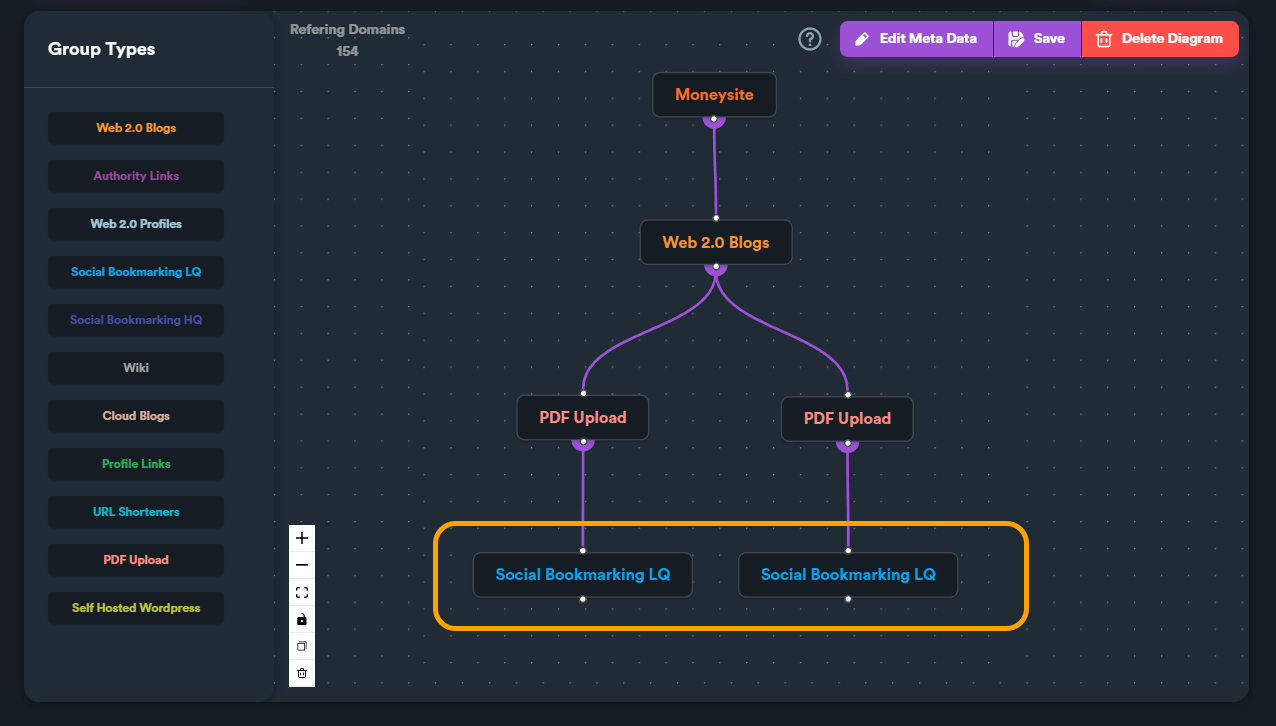 Group Types
Web 2.0 Blogs
Authority Links
Web 2.0 Profiles
Social Bookmarking LQ
Social Bookmarking HQ
Wiki
Cloud Blogs
Profile Links
URL Shorteners
PDF Upload
Self Hosted Wordpress
Refering Domains
154
Edit Meta Data
Save
Delete Diagram
Moneysite
Web 2.0 Blogs
PDF Upload
PDF Upload
Social Bookmarking LQ
Social Bookmarking LQ